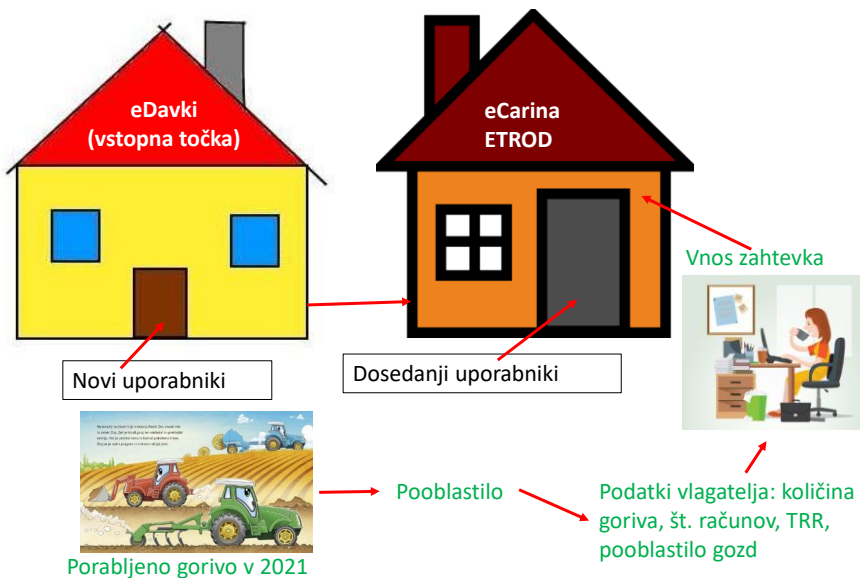 eDavki
(vstopna točka)
eCarina
ETROD
Vnos zahtevka
Novi uporabniki
Dosedanji uporabniki
Pooblastilo
Podatki vlagatelja: količina
goriva, št. računov, TRR,
pooblastilo gozd
Porabljeno gorivo v 2021